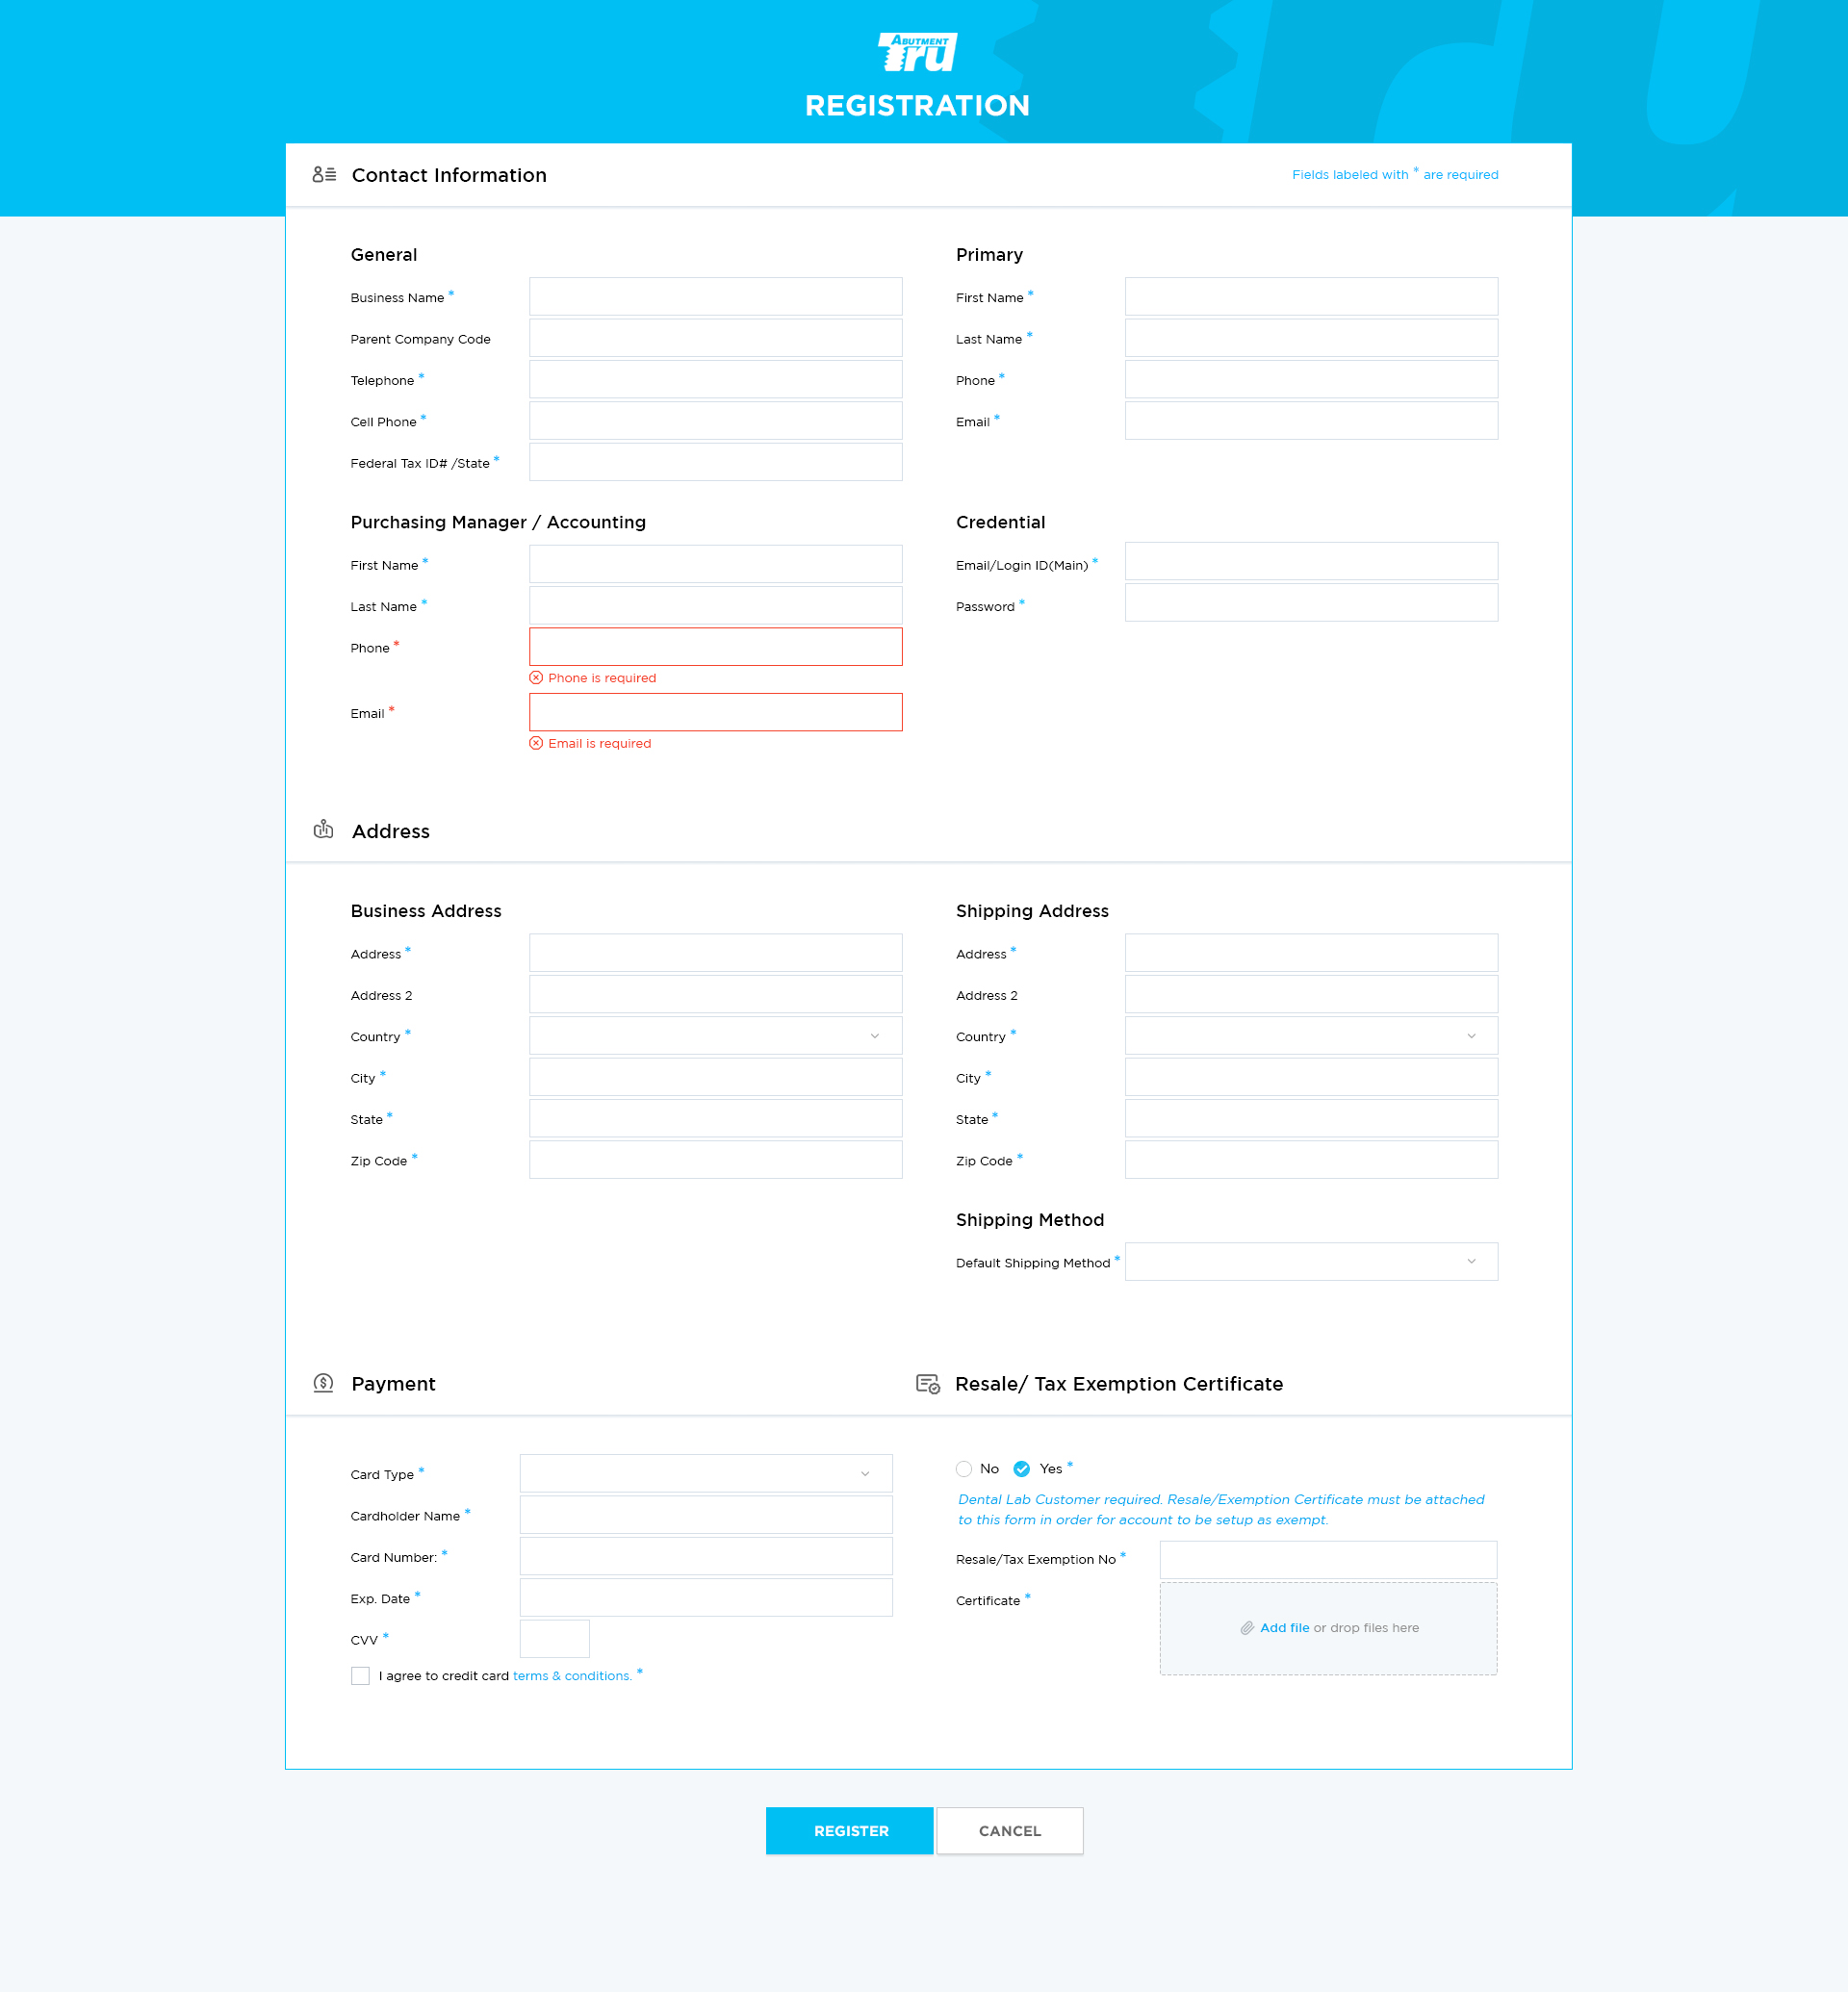 ABUTMENT
Tru
REGISTRATION
Contact Information
Fields labeled with * are required
General
Business Name *
Parent Company Code
Telephone *
Cell Phone *
Federal Tax ID# /State *
Primary
First Name *
Last Name *
Phone *
Email *
Purchasing Manager / Accounting
First Name *
Last Name *
Phone *
Phone is required
Email *
Email is required
Credential
Email/Login ID(Main) *
Password *
Address
Business Address
Address *
Address 2
Country *
City *
State *
Zip Code *
Shipping Address
Address *
Address 2
Country *
City *
State *
Zip Code *
Shipping Method
Default Shipping Method *
Payment
Card Type *
Cardholder Name *
Card Number: *
Exp. Date *
CVV *
I agree to credit card terms & conditions. *
Resale/ Tax Exemption Certificate
No Yes *
Dental Lab Customer required. Resale/Exemption Certificate must be attached
to this form in order for account to be setup as exempt.
Resale/Tax Exemption No *
Certificate *
Add file or drop files here
REGISTER
CANCEL